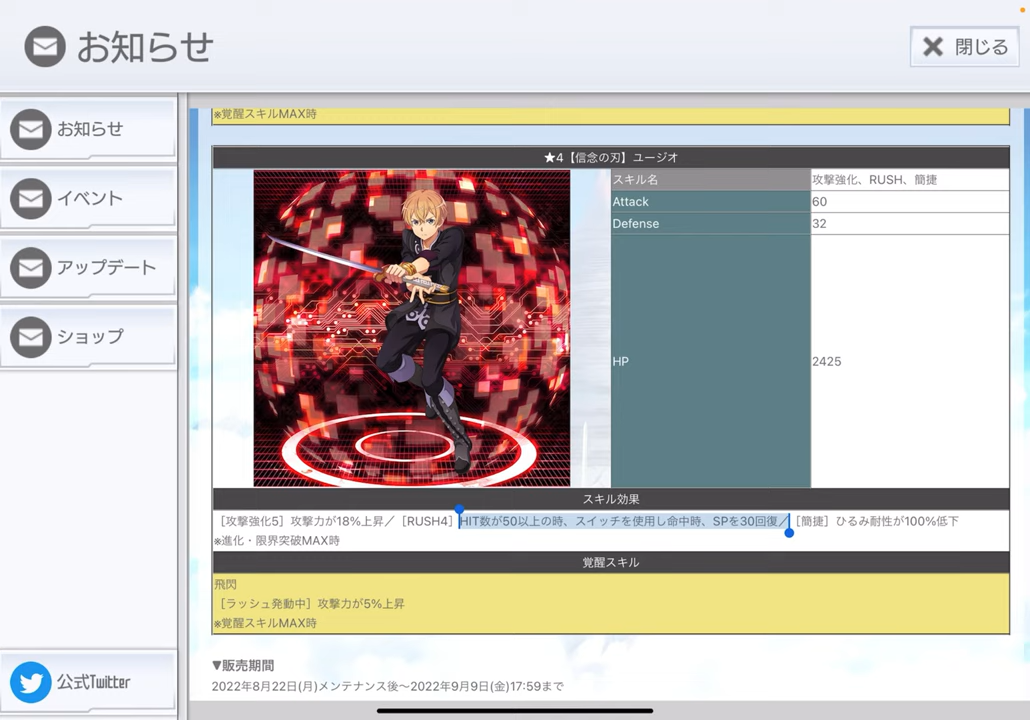 お知らせ
閉じる
お知らせ
イベント
アップデート
ショップ
公式Twitter
※覚醒スキルMAX時
★4【信念の刃】ユージオ
スキル名
攻撃強化、RUSH、簡捷
Attack
60
Defense
32
HP
2425
スキル効果
［攻撃強化5］攻撃力が18%上昇／［RUSH4］HIT数が50以上の時、スイッチを使用し命中時、SPを30回復／［簡捷］ひるみ耐性が100%低下
※進化・限界突破MAX時
覚醒スキル
飛閃
［ラッシュ発動中］攻撃力が5%上昇
※覚醒スキルMAX時
▼販売期間
2022年8月22日(月)メンテナンス後～2022年9月9日(金)17:59まで